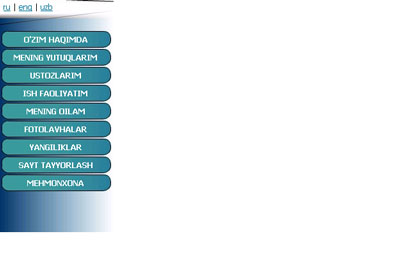 ru | eng | uzb
O'ZIM HAQIMDA
MENING YUTUQLARIM
USTOZLARIM
ISH FAOLIYATIM
MENING OILAM
FOTOLAVHALAR
YANGILIKLAR
SAYT TAYYORLASH
MEHMONXONA